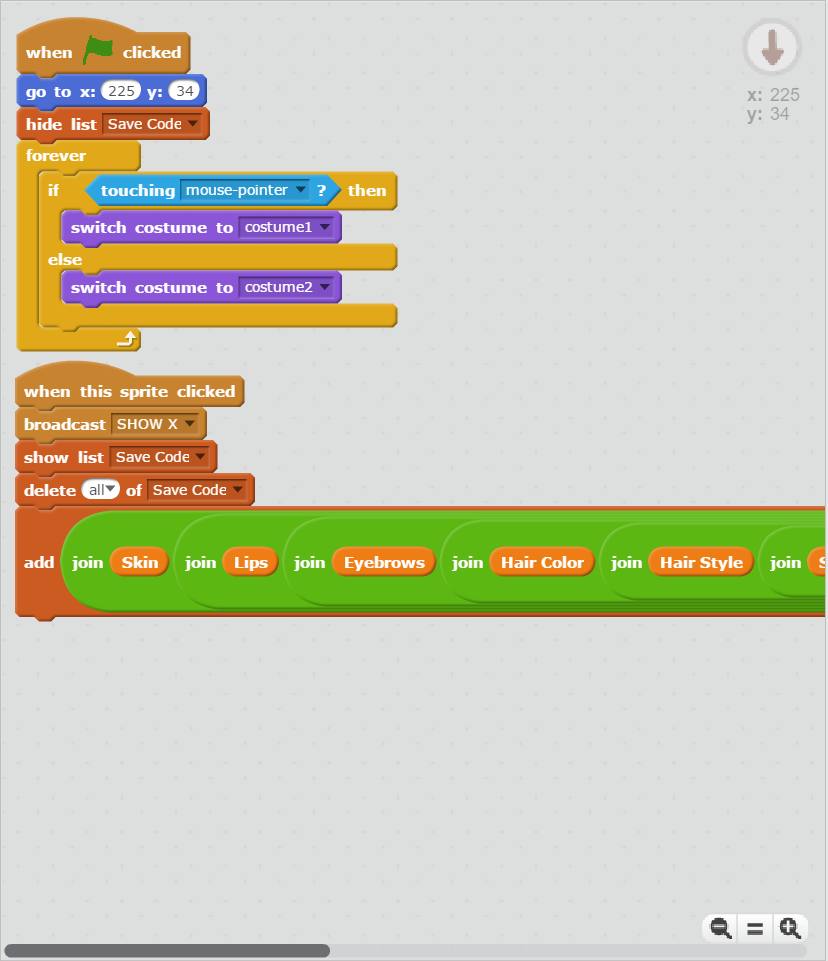 when clicked
go to x: 225 y: 34
hide list Save Code
forever
if touching mouse-pointer ? then
switch costume to costume1
else
switch costume to costume2
when this sprite clicked
broadcast SHOW X
show list Save Code
delete all of Save Code
add join Skin join Lips join Eyebrows join Hair Color join Hair Style join
x: 225
y: 34